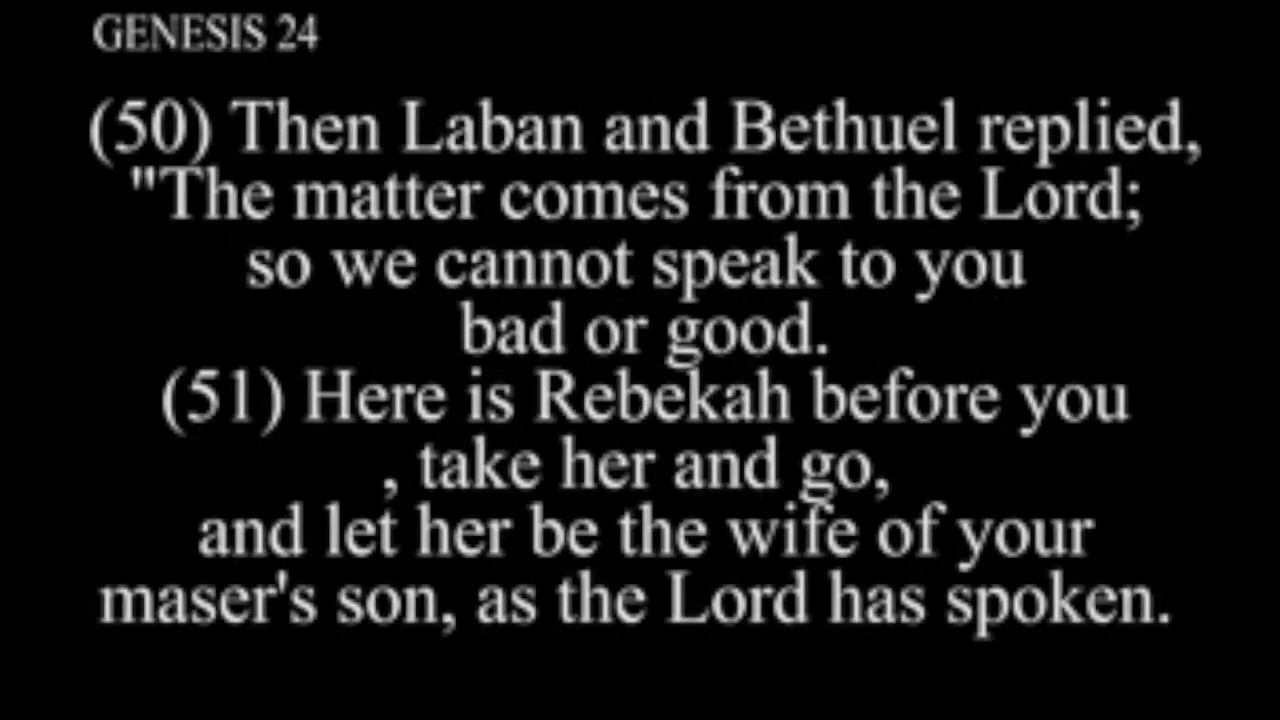 GENESIS 24
(50) Then Laban and Bethuel replied,
"The matter comes from the Lord;
so we cannot speak to you
bad or good.
(51) Here is Rebekah before you
, take her and go,
and let her be the wife of your
maser's son, as the Lord has spoken.